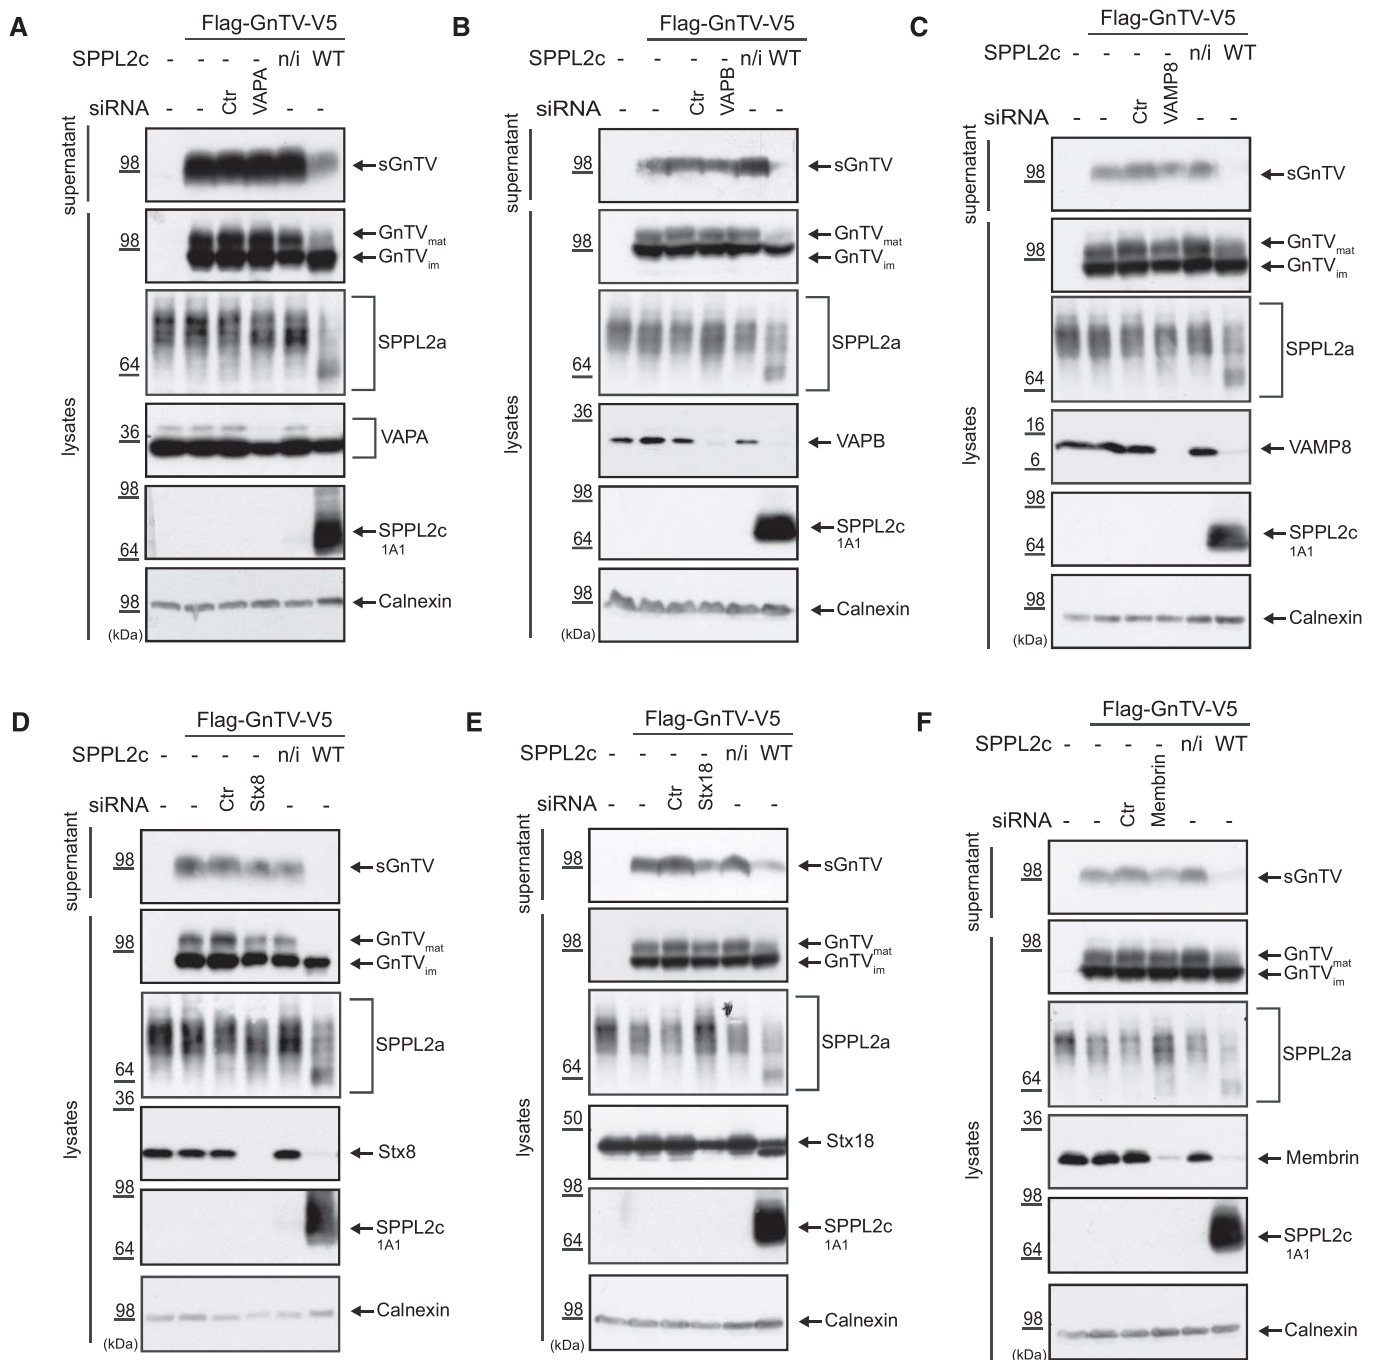 A
Flag-GnTV-V5
SPPL2c - - - - n/i WT
siRNA - - Ctr VAPA - -
supernatant
98
sGnTV
lysates
98
GnTVmat
GnTVim
64
SPPL2a
36
VAPA
98
64
SPPL2c
1A1
98
Calnexin
(kDa)
B
Flag-GnTV-V5
SPPL2c - - - - n/i WT
siRNA - - Ctr VAPB - -
supernatant
98
sGnTV
lysates
98
GnTVmat
GnTVim
64
SPPL2a
36
VAPB
98
64
SPPL2c
1A1
98
Calnexin
(kDa)
C
Flag-GnTV-V5
SPPL2c - - - - n/i WT
siRNA - - Ctr VAMP8 - -
supernatant
98
sGnTV
lysates
98
GnTVmat
GnTVim
64
SPPL2a
16
6
VAMP8
98
64
SPPL2c
1A1
98
Calnexin
(kDa)
D
Flag-GnTV-V5
SPPL2c - - - - n/i WT
siRNA - - Ctr Stx8 - -
supernatant
98
sGnTV
lysates
98
GnTVmat
GnTVim
64
SPPL2a
36
Stx8
98
64
SPPL2c
1A1
98
Calnexin
(kDa)
E
Flag-GnTV-V5
SPPL2c - - - - n/i WT
siRNA - - Ctr Stx18 - -
supernatant
98
sGnTV
lysates
98
GnTVmat
GnTVim
64
SPPL2a
50
Stx18
98
64
SPPL2c
1A1
98
Calnexin
(kDa)
F
Flag-GnTV-V5
SPPL2c - - - - n/i WT
siRNA - - Ctr Membrin - -
supernatant
98
sGnTV
lysates
98
GnTVmat
GnTVim
64
SPPL2a
36
Membrin
98
64
SPPL2c
1A1
98
Calnexin
(kDa)